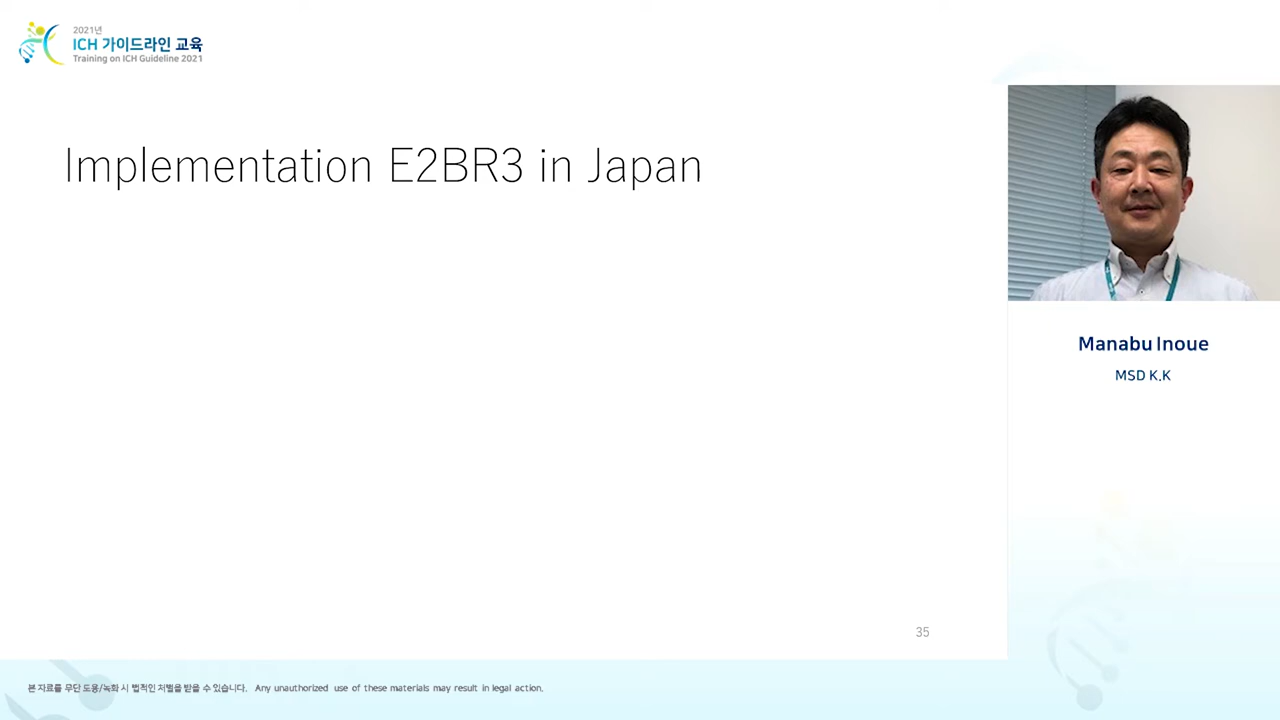 2021년
ICH 가이드라인 교육
Training on ICH Guideline 2021
Implementation E2BR3 in Japan
Manabu Inoue
MSD K.K
35
본 자료를 무단 도용/녹화 시 법적인 처벌을 받을 수 있습니다. Any unauthorized use of these materials may result in legal action.